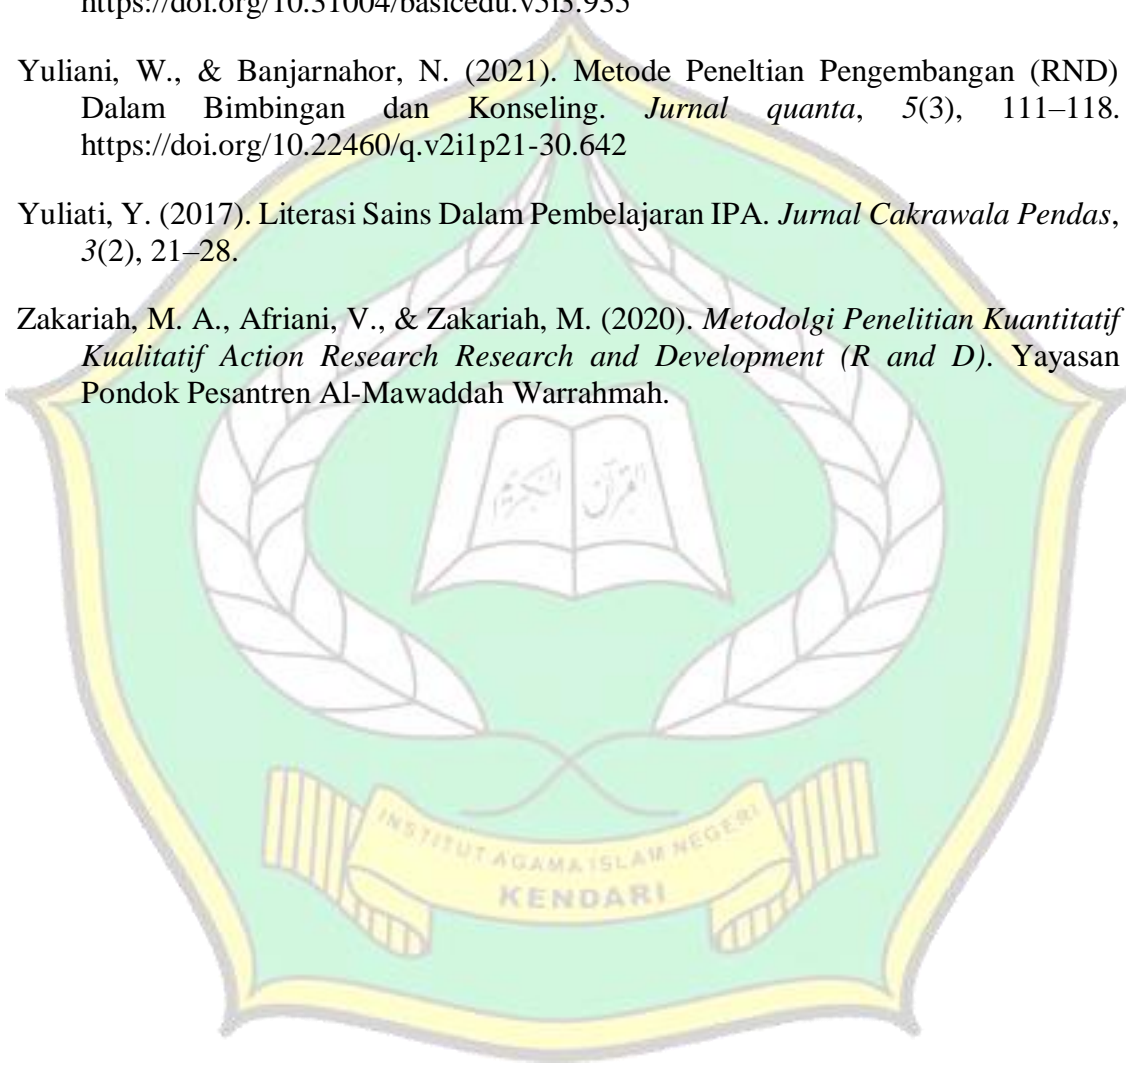 https://doi.org/10.31004/basicedu.v5i3.935
Yuliani, W., & Banjarnahor, N. (2021). Metode Peneltian Pengembangan (RND)
Dalam Bimbingan dan Konseling. Jurnal quanta, 5(3), 111–118.
https://doi.org/10.22460/q.v2i1p21-30.642
Yuliati, Y. (2017). Literasi Sains Dalam Pembelajaran IPA. Jurnal Cakrawala Pendas,
3(2), 21–28.
Zakariah, M. A., Afriani, V., & Zakariah, M. (2020). Metodolgi Penelitian Kuantitatif
Kualitatif Action Research Research and Development (R and D). Yayasan
Pondok Pesantren Al-Mawaddah Warrahmah.
القرآن الكريم
INSTITUT AGAMA ISLAM NEGERI
KENDARI